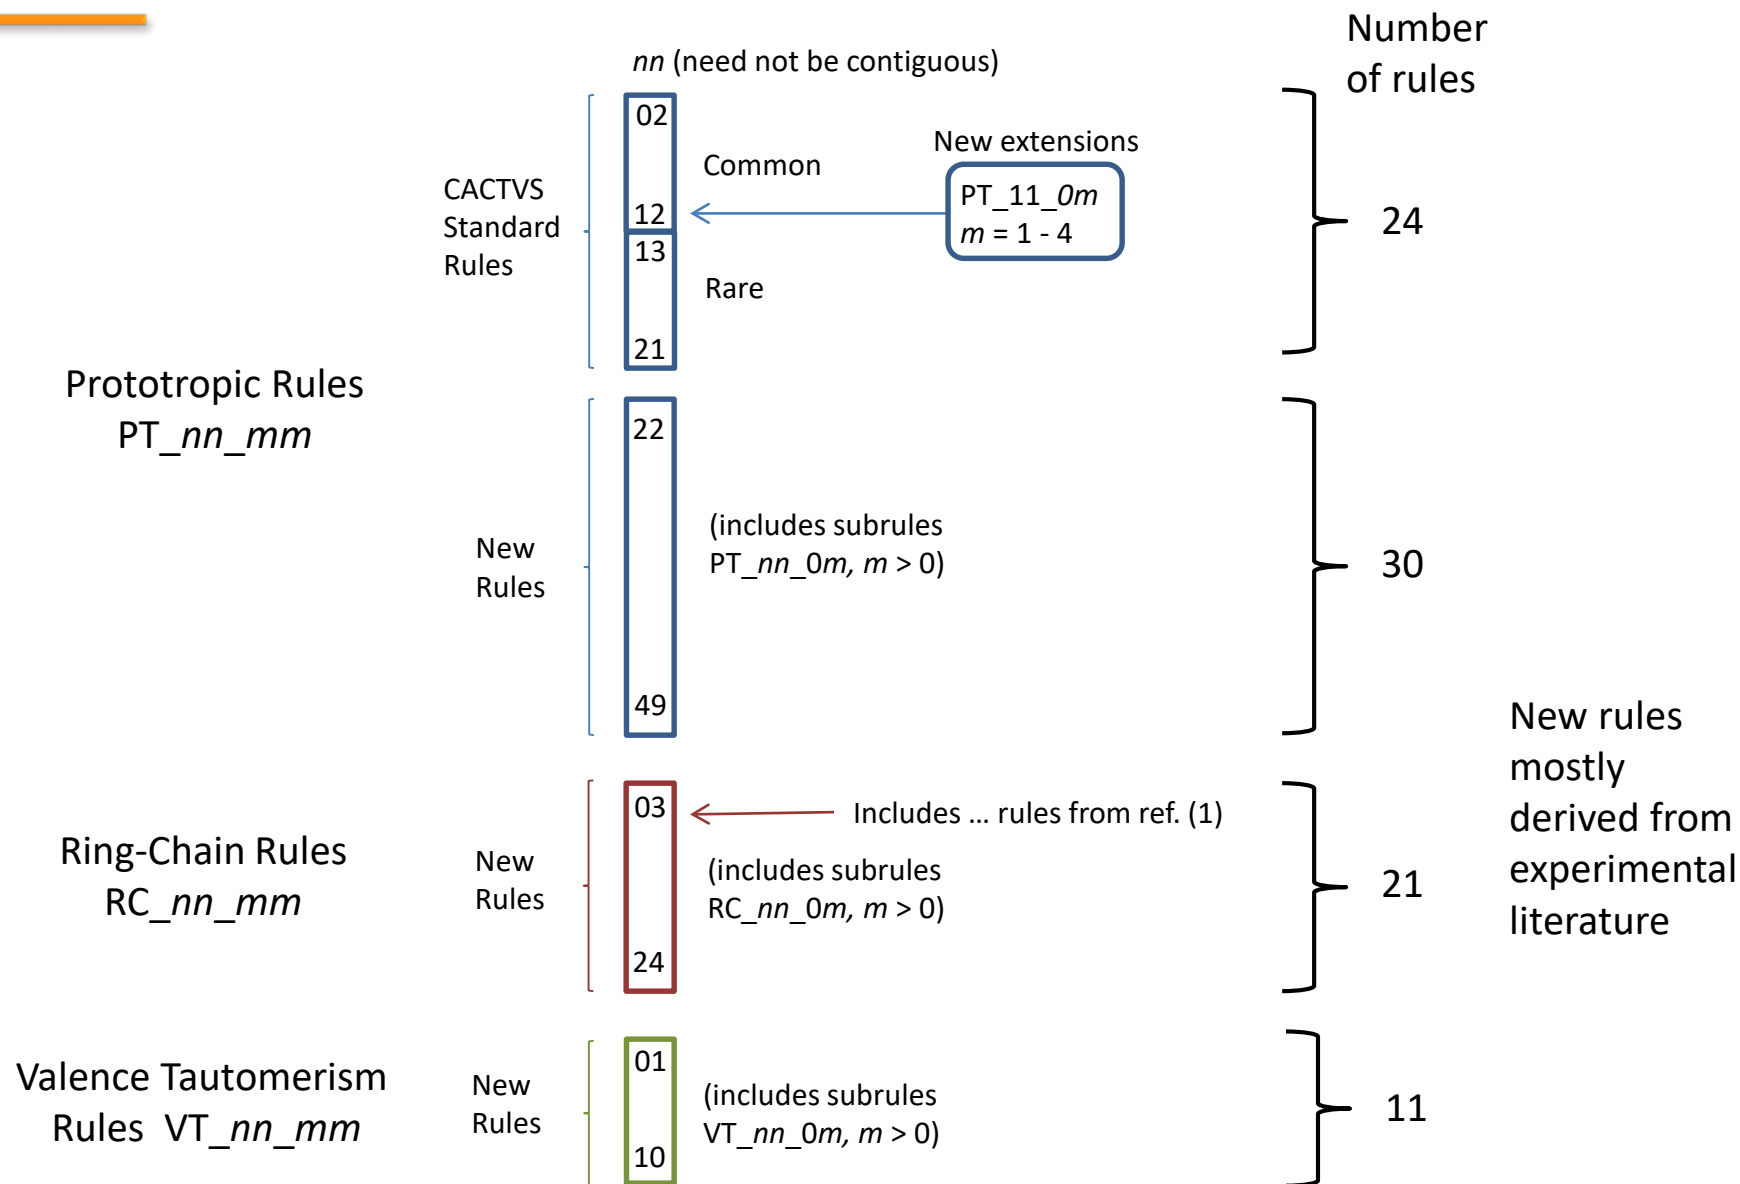 Number
of rules
nn (need not be contiguous)
02
Common
12
13
Rare
21
CACTVS
Standard
Rules
New extensions
PT_11_0m
m = 1 - 4
24
Prototropic Rules
PT_nn_mm
22
New
Rules
(includes subrules
PT_nn_0m, m > 0)
49
30
Ring-Chain Rules
RC_nn_mm
New
Rules
03
Includes ... rules from ref. (1)
(includes subrules
RC_nn_0m, m > 0)
24
21
New rules
mostly
derived from
experimental
literature
Valence Tautomerism
Rules VT_nn_mm
New
Rules
01
(includes subrules
VT_nn_0m, m > 0)
10
11